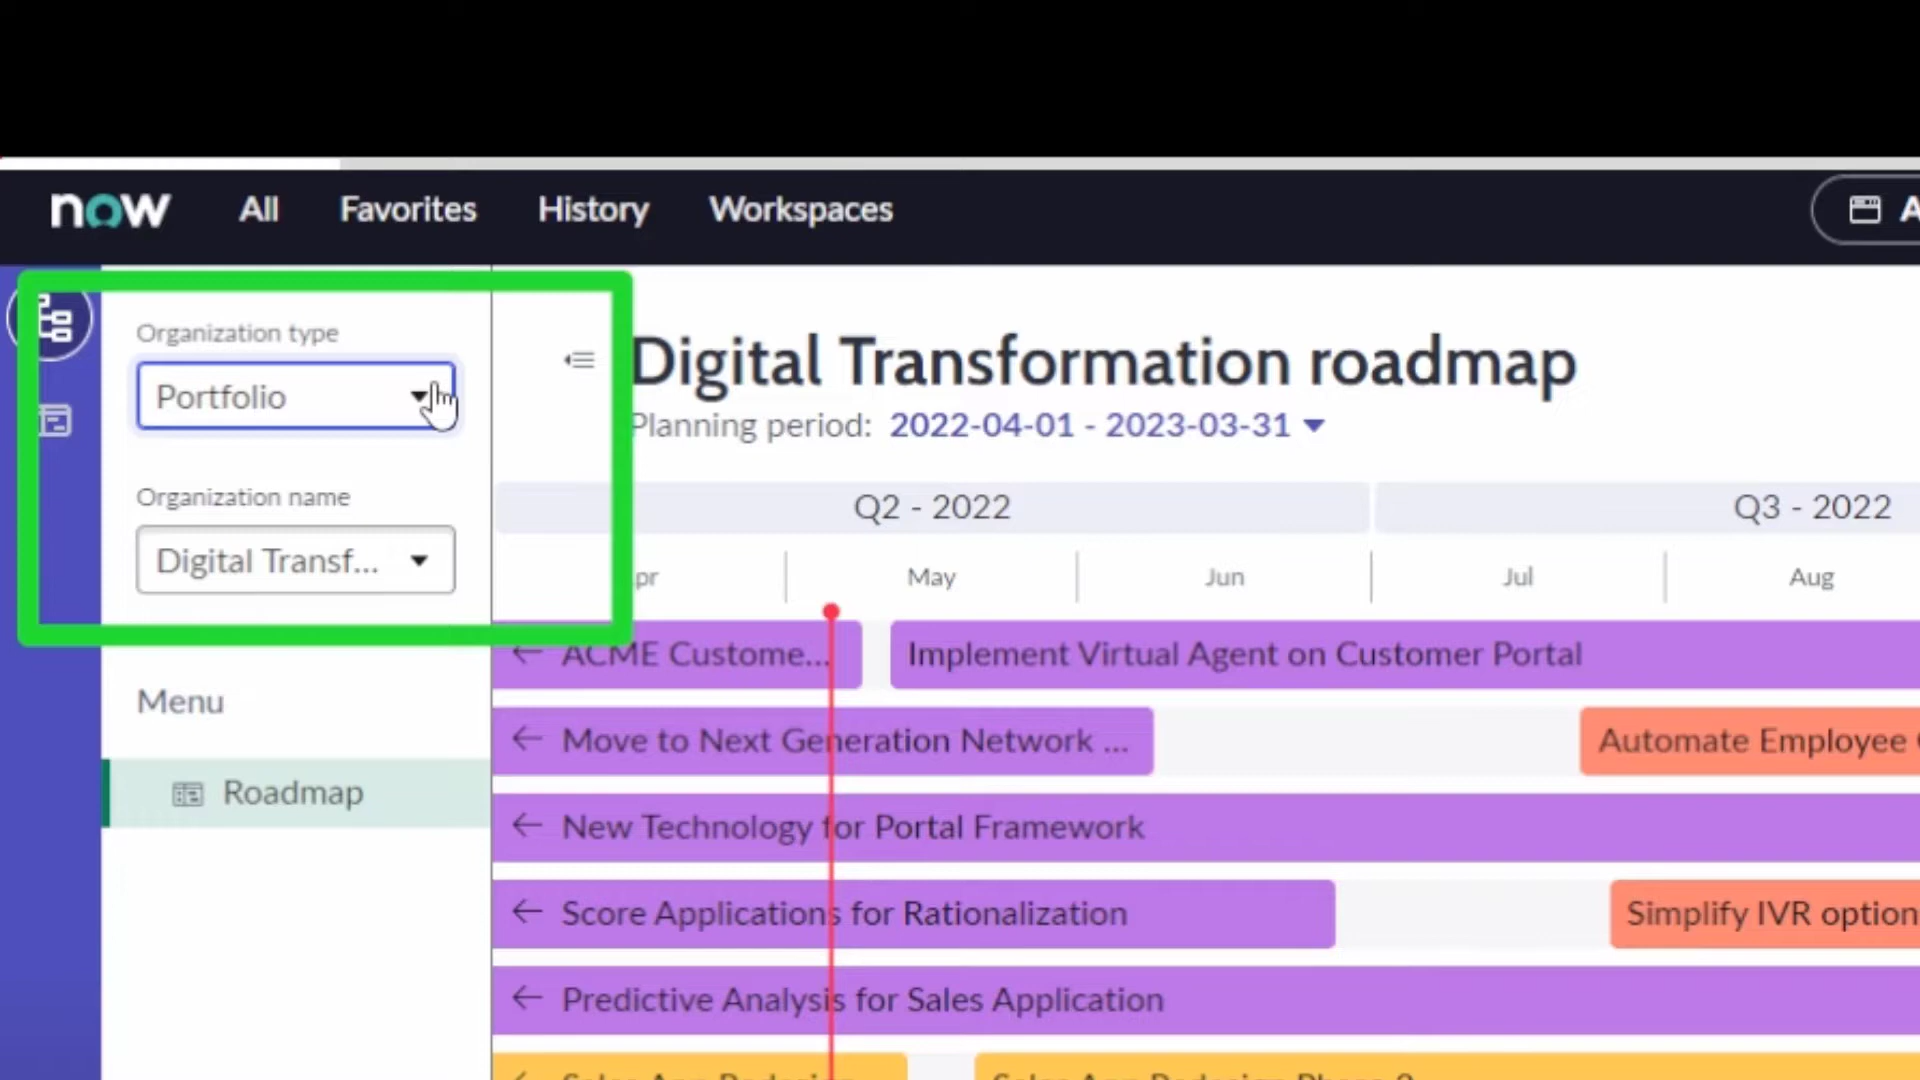 now All Favorites History Workspaces A
Organization type
Portfolio
Organization name
Digital Transf...
Menu
Roadmap
Digital Transformation roadmap
Planning period: 2022-04-01 - 2023-03-31
Q2 - 2022 Q3 - 2022
pr May Jun Jul Aug
ACME Custome... Implement Virtual Agent on Customer Portal
Move to Next Generation Network ... Automate Employee
New Technology for Portal Framework
Score Applications for Rationalization Simplify IVR option
Predictive Analysis for Sales Application